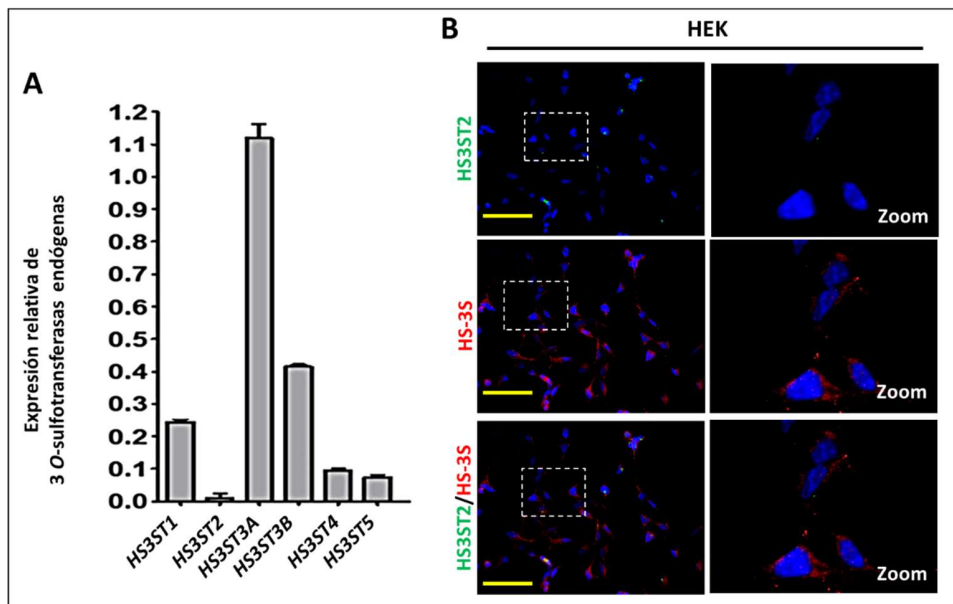 A
Expresión relativa de
3 O-sulfotransferasas endógenas
1.2
1.1
1.0
0.9
0.8
0.7
0.6
0.5
0.4
0.3
0.2
0.1
0.0
HS3ST1
HS3ST2
HS3ST3A
HS3ST3B
HS3ST4
HS3ST5
B
HEK
HS3ST2
Zoom
HS-3S
Zoom
HS3ST2/HS-3S
Zoom